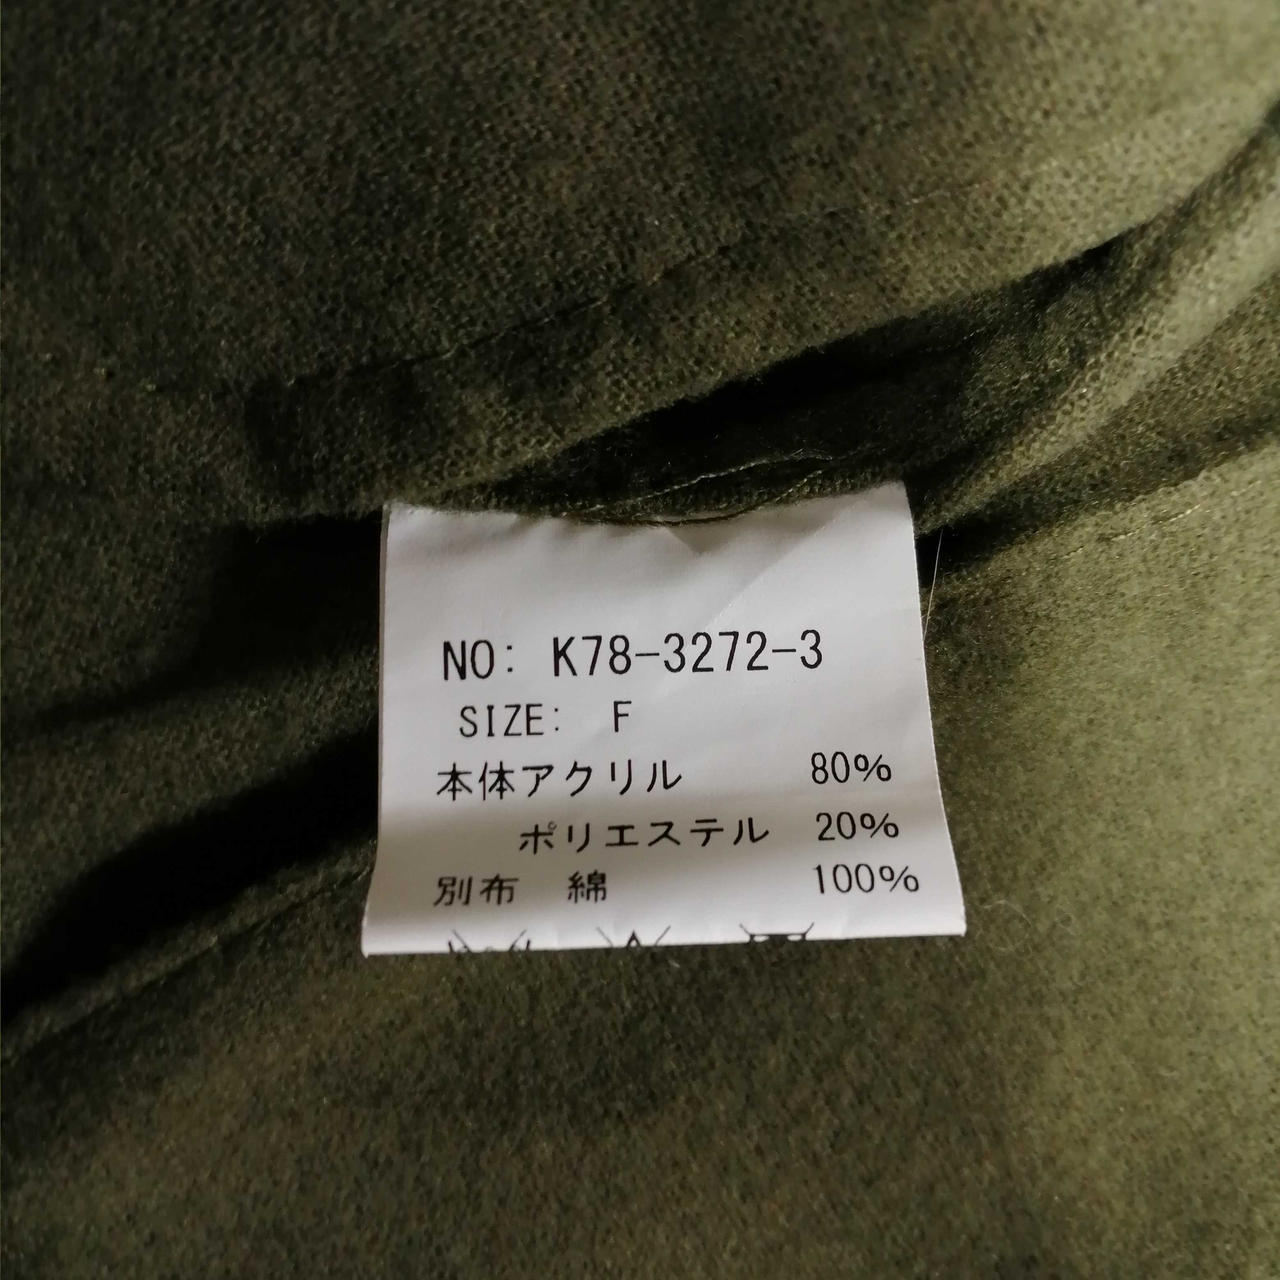 NO: K78-3272-3
SIZE: F
本体アクリル 80%
ポリエステル 20%
別布 綿 100%